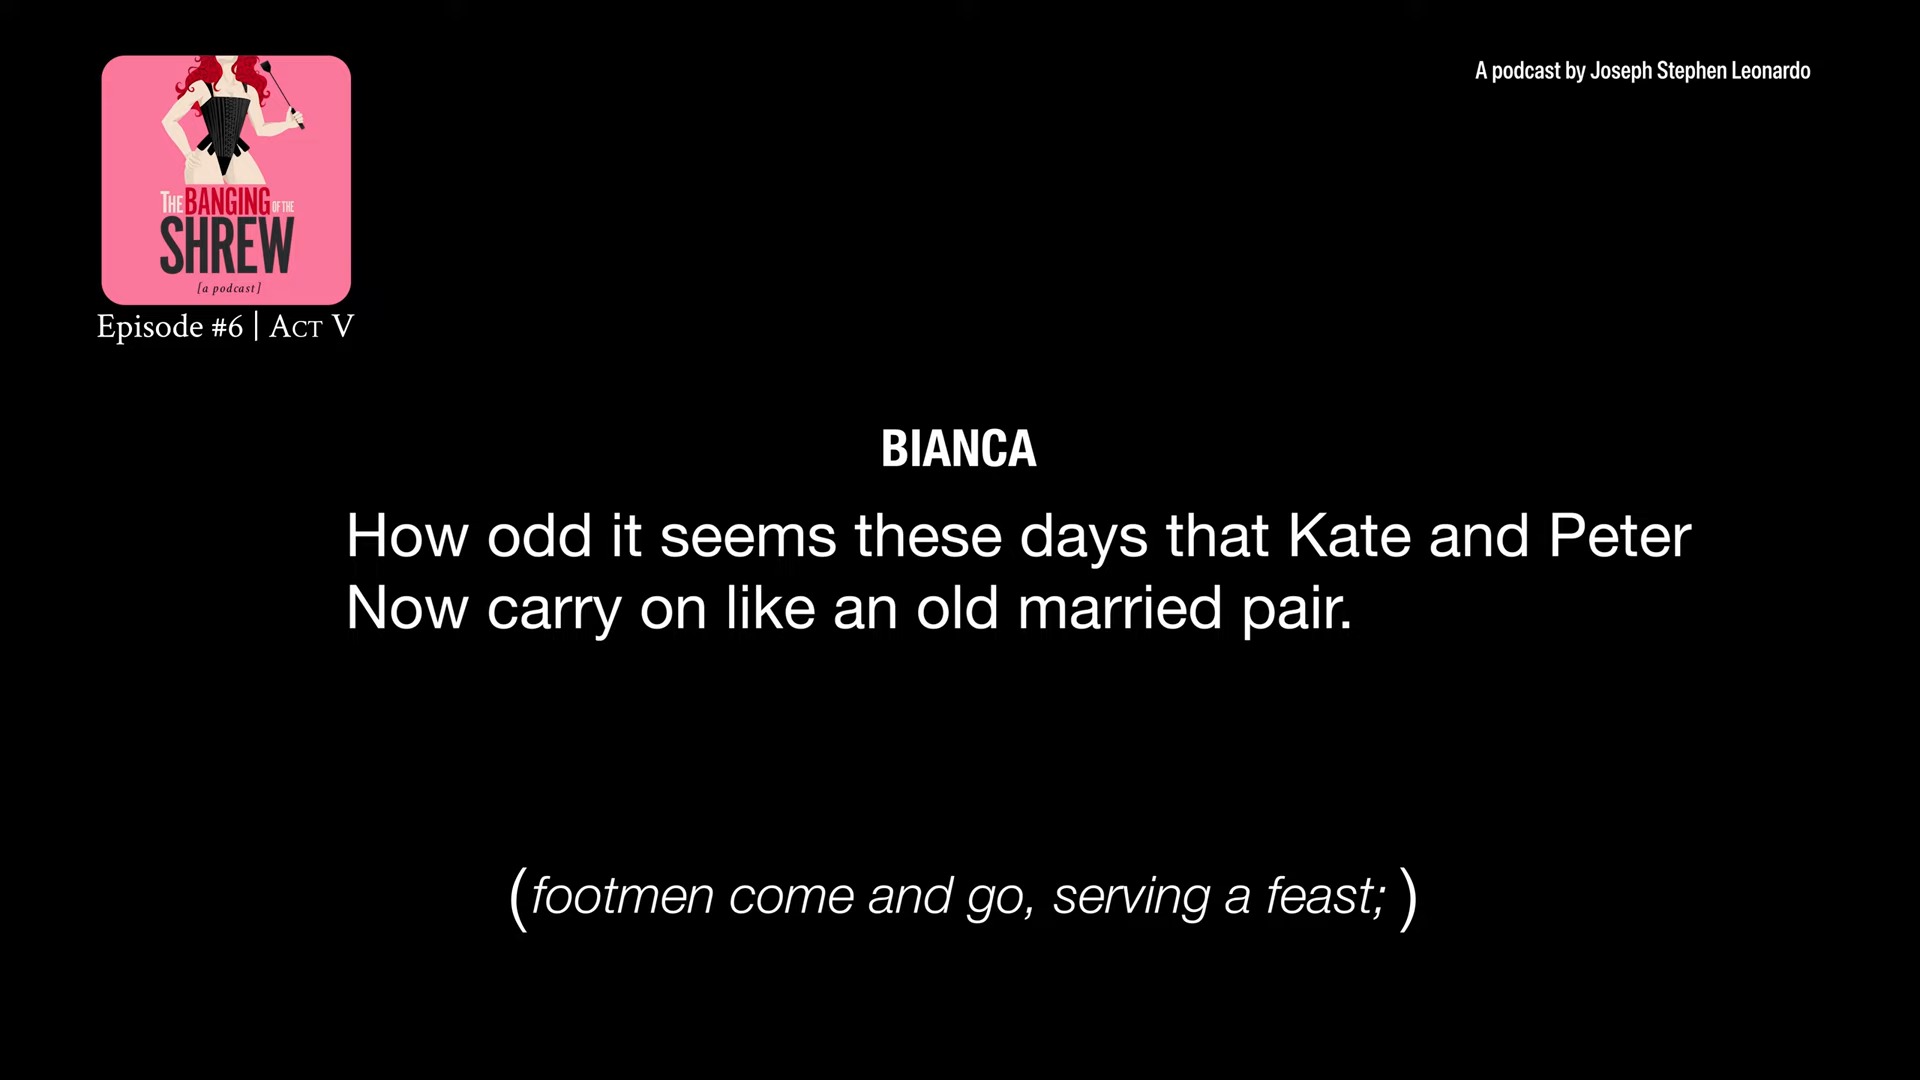 A podcast by Joseph Stephen Leonardo
THE BANGING OF THE
SHREW
[a podcast]
Episode #6 | ACT V
BIANCA
How odd it seems these days that Kate and Peter
Now carry on like an old married pair.
(footmen come and go, serving a feast; )